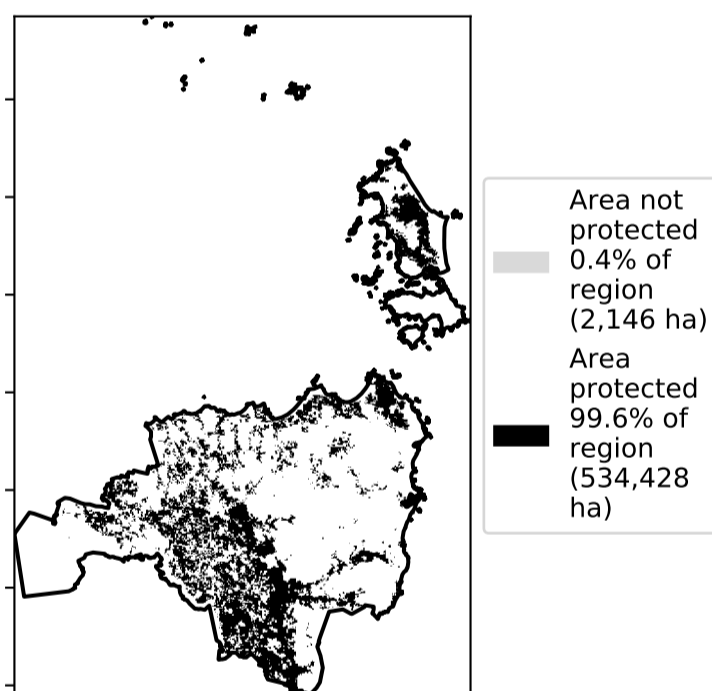 Area not
protected
0.4% of
region
(2,146 ha)
Area
protected
99.6% of
region
(534,428
ha)